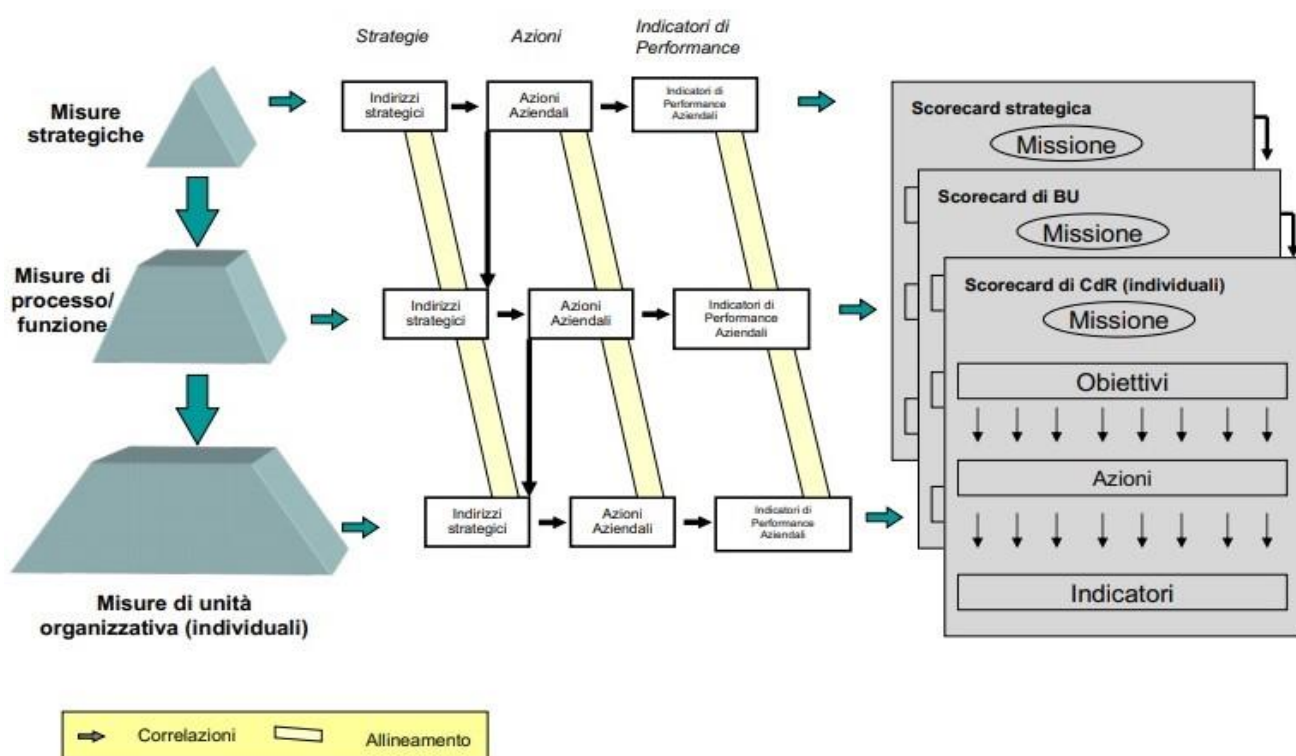 Strategie
Azioni
Indicatori di
Performance
Misure
strategiche
Indirizzi
strategici
Azioni
Aziendali
Indicatori di
Performance
Aziendali
Scorecard strategica
Missione
Scorecard di BU
Missione
Misure di
processo/
funzione
Indirizzi
strategici
Azioni
Aziendali
Indicatori di
Performance
Aziendali
Scorecard di CdR (individuali)
Missione
Obiettivi
Azioni
Indicatori
Indirizzi
strategici
Azioni
Aziendali
Indicatori di
Performance
Aziendali
Misure di unità
organizzativa (individuali)
Correlazioni
Allineamento